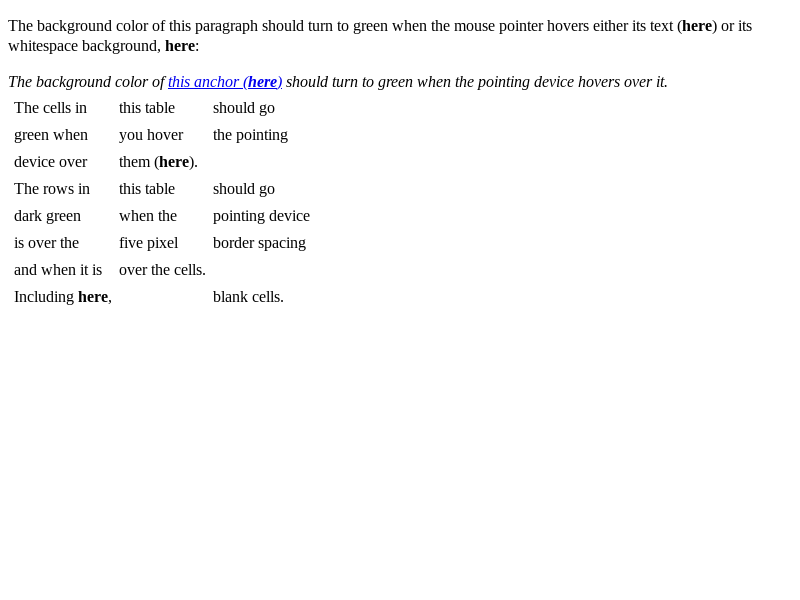 The background color of this paragraph should turn to green when the mouse pointer hovers either its text (here) or its
whitespace background, here:
The background color of this anchor (here) should turn to green when the pointing device hovers over it.
The cells in this table should go
green when you hover the pointing
device over them (here).
The rows in this table should go
dark green when the pointing device
is over the five pixel border spacing
and when it is over the cells.
Including here, blank cells.